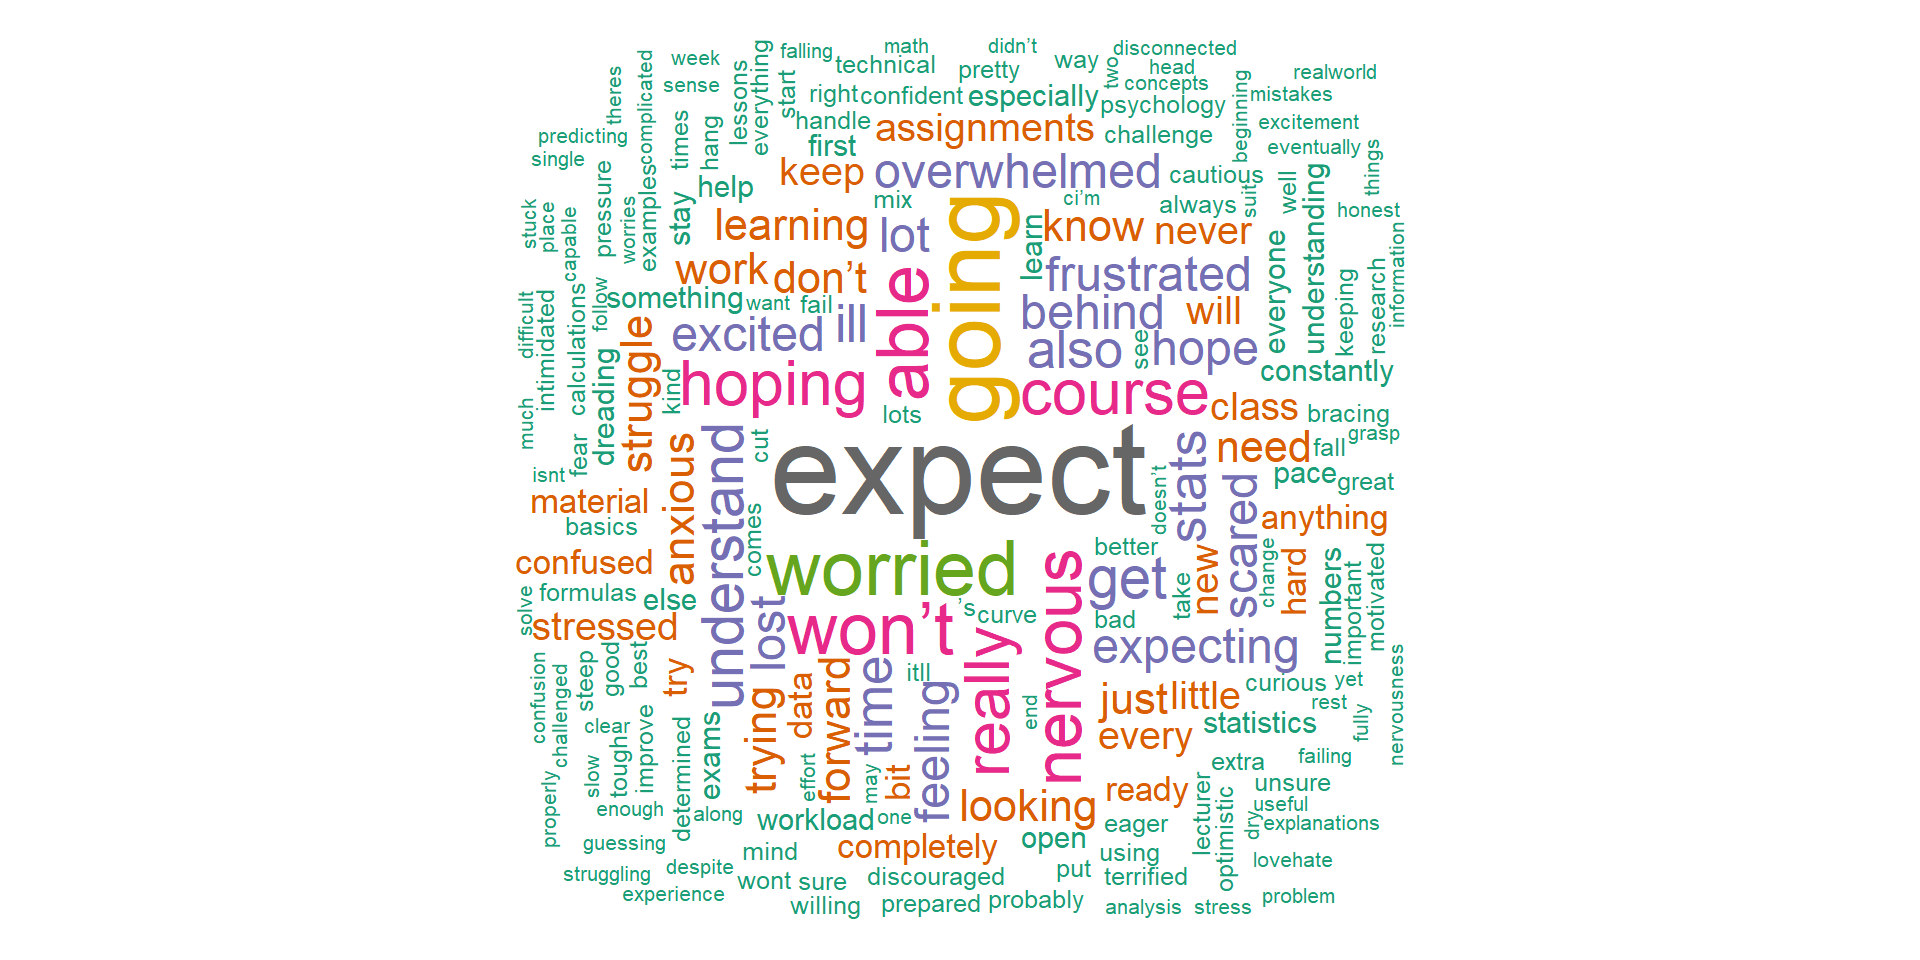 week
falling
math
didn’t
disconnected
sense
technical
pretty
way
head
realworld
theres
complicated
lessons
everything
start
right
confident
especially
two
concepts
psychology
beginning
mistakes
predicting
times
hang
handle
assignments
challenge
excitement
single
first
eventually
examples
help
keep
overwhelmed
cautious
things
stuck
place
capable
pressure
worries
stay
mix
ci’m
always
suit
well
understanding
honest
learning
lot
going
learn
know
never
everyone
work
don’t
able
frustrated
keeping
research
information
difficult
intimidated
calculations
follow
something
want
fail
ill
behind
will
struggle
excited
also
see
hope
dreading
kind
hoping
course
constantly
much
fear
lots
class
bracing
cut
expect
stats
need
fall
grasp
isnt
anxious
understand
doesn’t
scared
pace
great
material
basics
comes
anything
confused
worried
nervous
better
get
new
change
hard
numbers
important
motivated
solve
formulas
else
lost
won’t
’s
curve
bad
take
stressed
really
expecting
confusion
challenged
steep
good
best
try
trying
data
forward
time
itll
feeling
end
just
little
curious
yet
nervousness
clear
improve
determined
exams
every
statistics
rest
fully
slow
tough
effort
may
bit
looking
ready
extra
failing
properly
enough
along
workload
one
open
eager
lecturer
optimistic
unsure
useful
dry
explanations
guessing
mind
completely
using
lovehate
struggling
despite
wont
sure
discouraged
put
terrified
experience
willing
prepared
probably
analysis
stress
problem